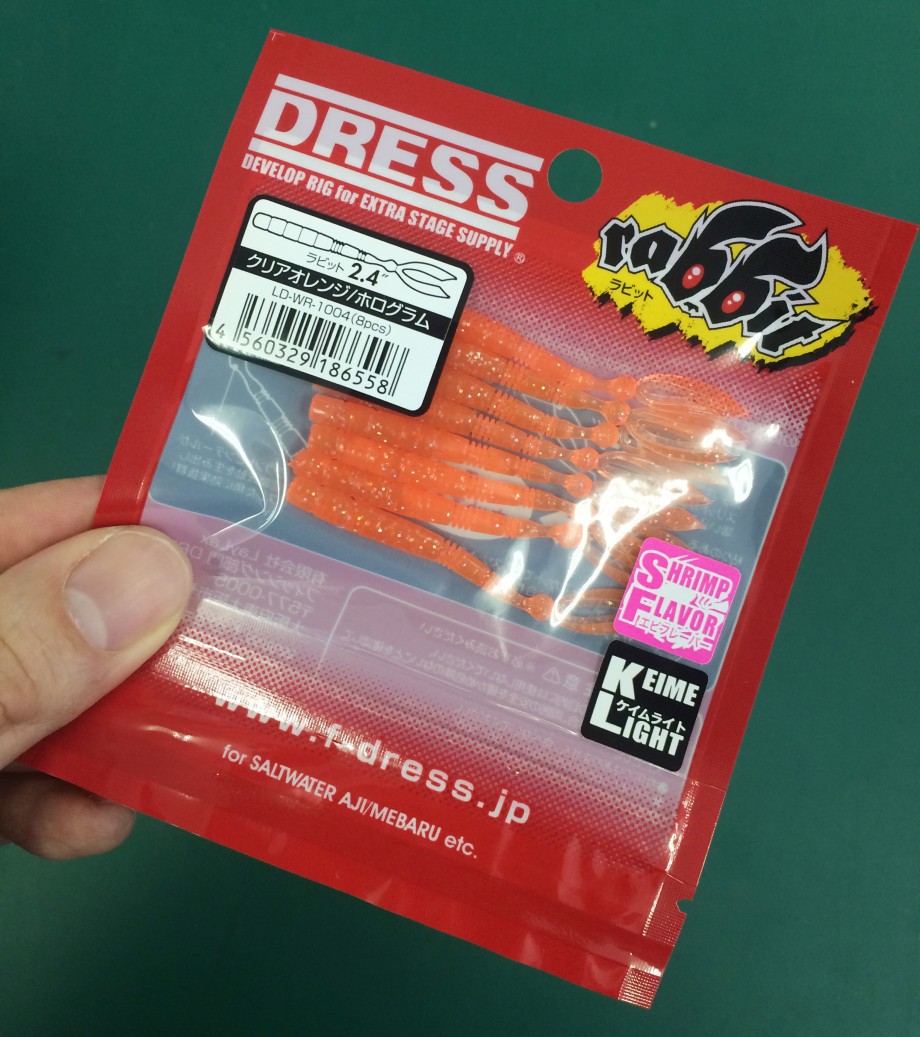 DRESS
DEVELOP RIG for EXTRA STAGE SUPPLY®
rabbit
ラビット
ラビット 2.4"
クリアオレンジ/ホログラム
LD-WR-1004(8pcs)
4 560329 186558
SHRIMP
FLAVOR
エビフレーバー
KEIME
ケイムライト
LIGHT
www.f-dress.jp
for SALTWATER AJI/MEBARU etc.